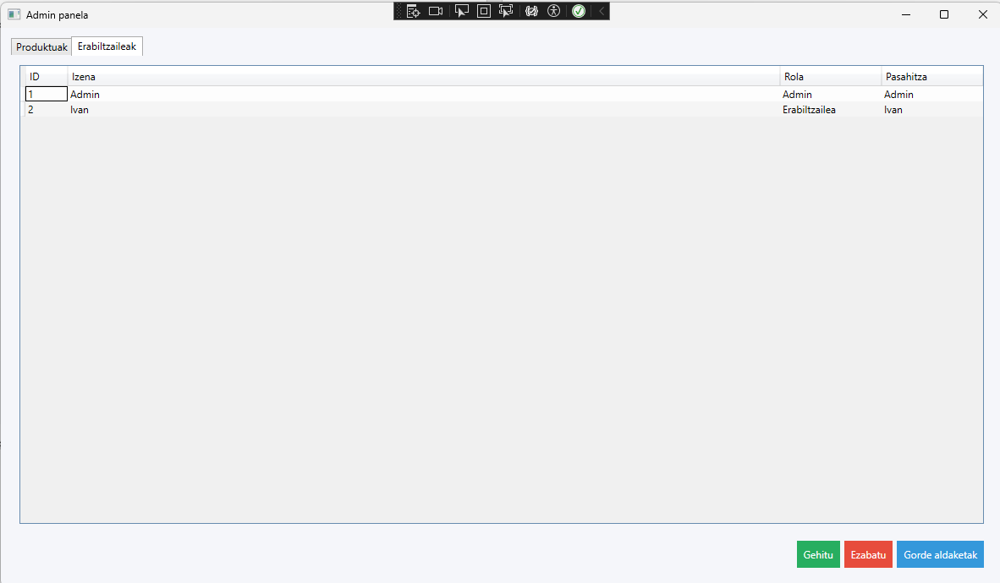 Admin panela
Produktuak Erabiltzaileak
ID Izena Rola Pasahitza
1 Admin Admin Admin
2 Ivan Erabiltzailea Ivan
Gehitu Ezabatu Gorde aldaketak